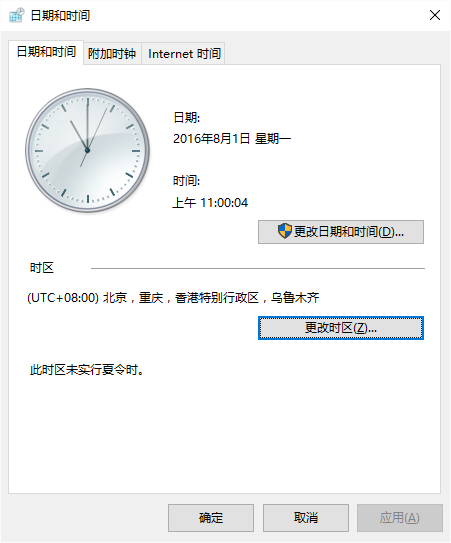 日期和时间
日期和时间 附加时钟 Internet 时间
日期:
2016年8月1日 星期一
时间:
上午 11:00:04
更改日期和时间(D)...
时区
(UTC+08:00) 北京，重庆，香港特别行政区，乌鲁木齐
更改时区(Z)...
此时区未实行夏令时。
确定 取消 应用(A)